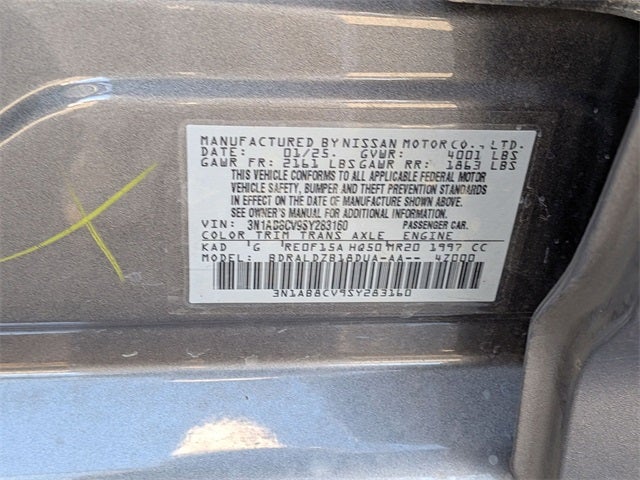 MANUFACTURED BY NISSAN MOTOR CO., LTD.
DATE: 01/25. GVWR: 4001 LBS
GAWR FR: 2161 LBS GAWR RR: 1863 LBS
THIS VEHICLE CONFORMS TO ALL APPLICABLE FEDERAL MOTOR
VEHICLE SAFETY, BUMPER AND THEFT PREVENTION STANDARDS
IN EFFECT ON THE DATE OF MANUFACTURE SHOWN ABOVE.
SEE OWNER'S MANUAL FOR ADDITIONAL INFORMATION.
VIN: 3N1AB8CV9SY283160 PASSENGER CAR.
COLOR TRIM TRANS AXLE ENGINE
KAD G RE0F15A HQ50 MR20 1997 CC
MODEL: BDRALDZB18DUA-AA-- 4Z000
3N1AB8CV9SY283160